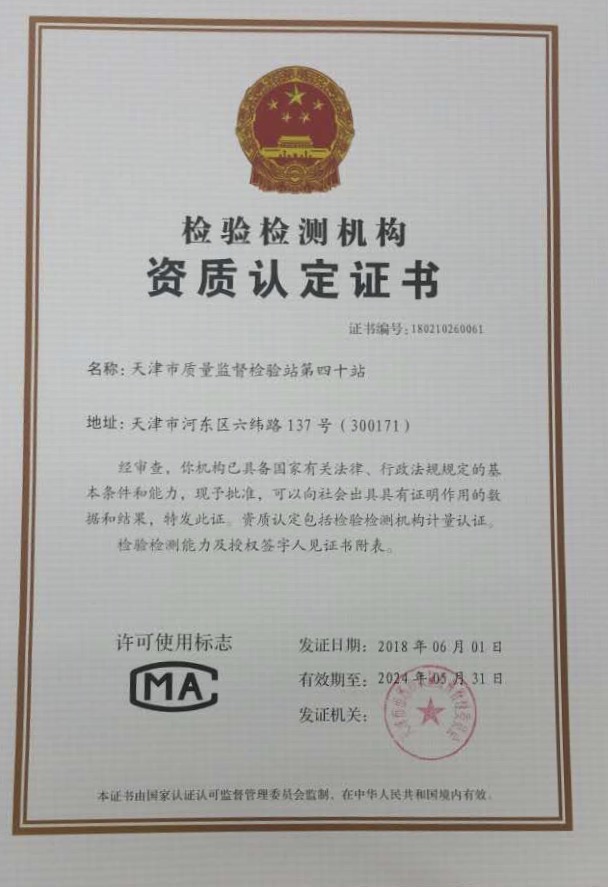 检验检测机构
资质认定证书
证书编号:180210260061
名称:天津市质量监督检验站第四十站
地址:天津市河东区六纬路137号(300171)
经审查,你机构已具备国家有关法律、行政法规规定的基
本条件和能力,现予批准,可以向社会出具具有证明作用的数
据和结果,特发此证。资质认定包括检验检测机构计量认证。
检验检测能力及授权签字人见证书附表。
许可使用标志
MA
发证日期:2018年06月01日
有效期至:2024年05月31日
发证机关:
本证书由国家认证认可监督管理委员会监制,在中华人民共和国境内有效。